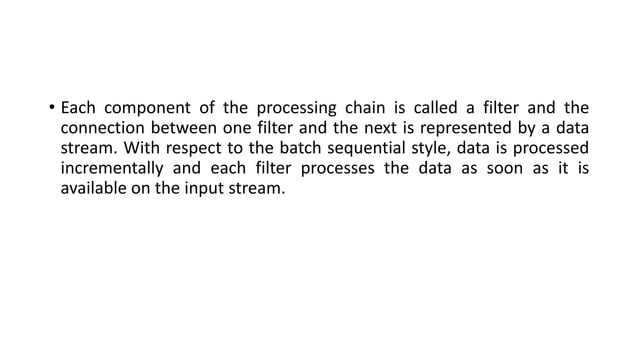 • Each component of the processing chain is called a filter and the
connection between one filter and the next is represented by a data
stream. With respect to the batch sequential style, data is processed
incrementally and each filter processes the data as soon as it is
available on the input stream.